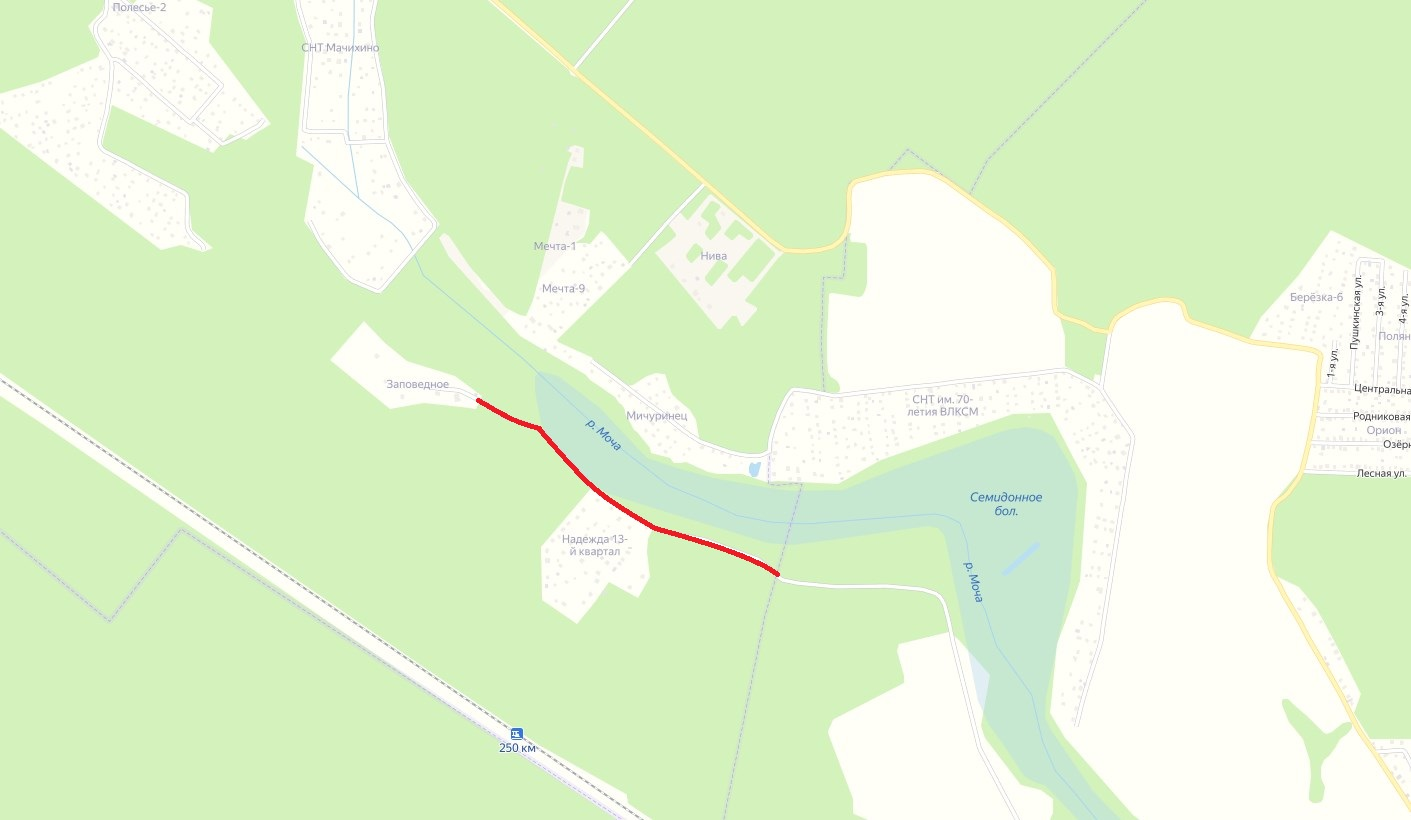 Полесье-2
СНТ Мачихино
Мечта-1
Нива
Мечта-9
Берёзка-6
Пушкинская ул.
3-я ул.
4-я ул.
Полян
1-я ул.
Заповедное
Центральна
СНТ им. 70-
летия ВЛКСМ
Мичуринец
Родниковая
р. Моча
Орион
Озёрн
Лесная ул.
Семидонное
бол.
Надежда 13-
й квартал
р. Моча
250 км